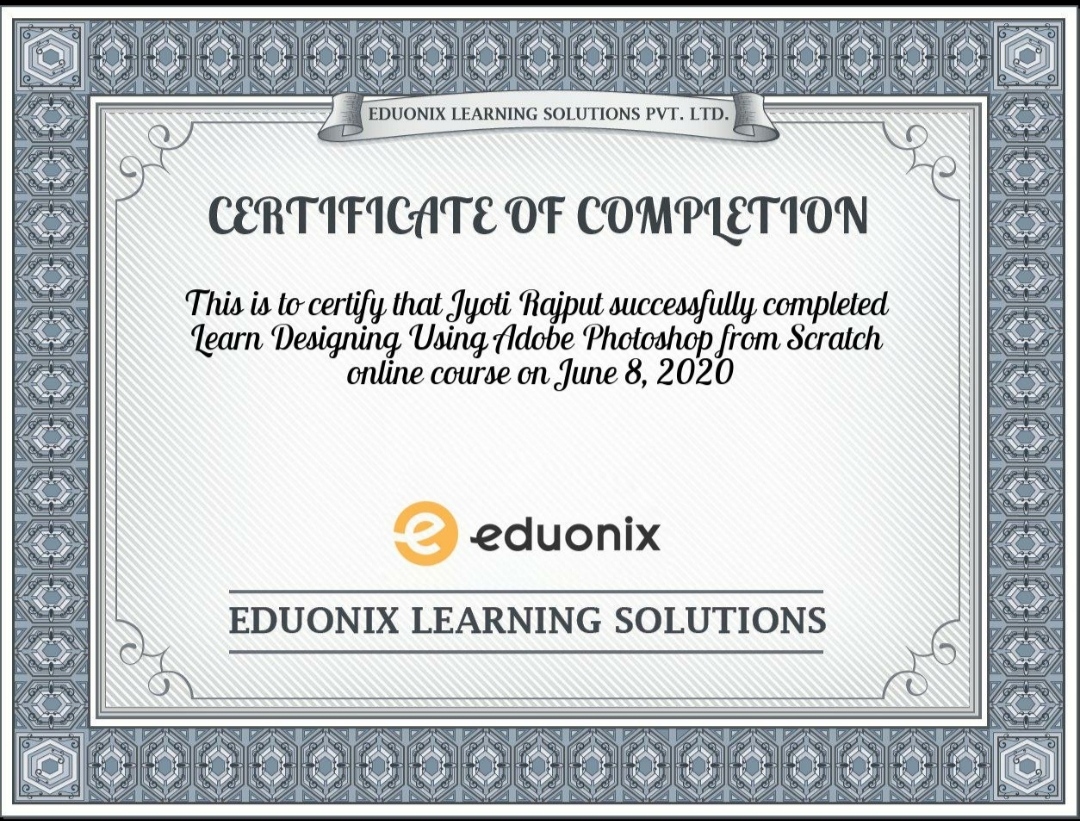 EDUONIX LEARNING SOLUTIONS PVT. LTD.
CERTIFICATE OF COMPLETION
This is to certify that Jyoti Rajput successfully completed
Learn Designing Using Adobe Photoshop from Scratch
online course on June 8, 2020
e eduonix
EDUONIX LEARNING SOLUTIONS